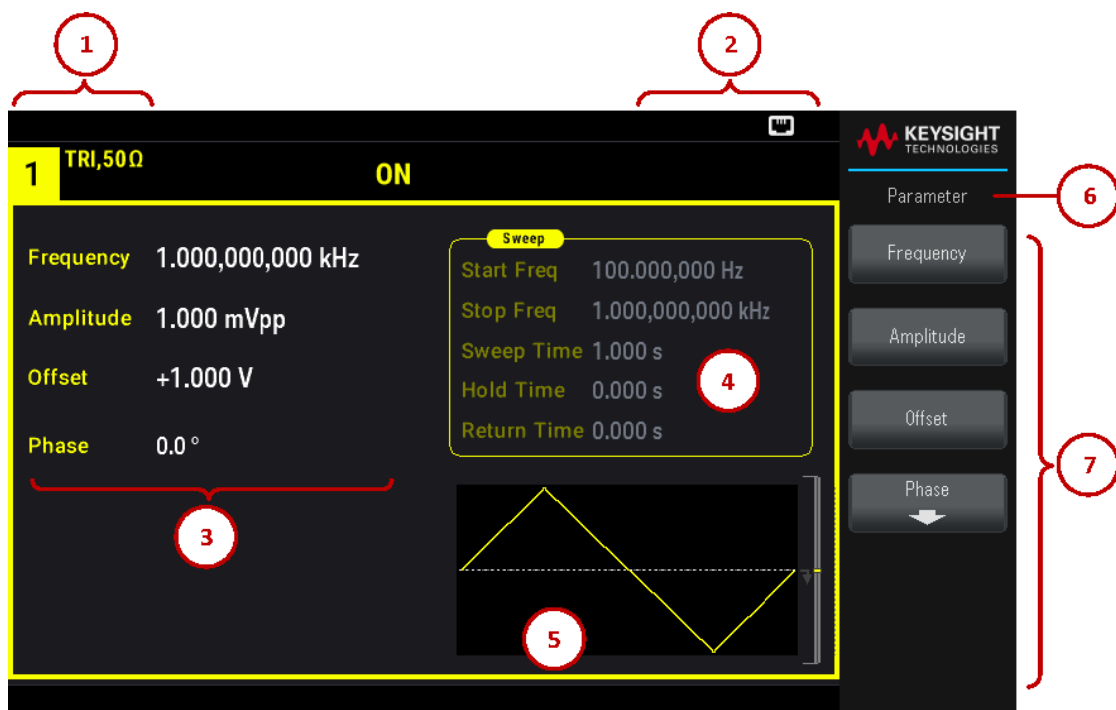 1
2
KEYSIGHT
TECHNOLOGIES
1
TRI,50Ω
ON
Parameter
6
Frequency 1.000,000,000 kHz
Amplitude 1.000 mVpp
Offset +1.000 V
Phase 0.0 °
3
Sweep
Start Freq 100.000,000 Hz
Stop Freq 1.000,000,000 kHz
Sweep Time 1.000 s
Hold Time 0.000 s
Return Time 0.000 s
4
5
Frequency
Amplitude
Offset
Phase
7